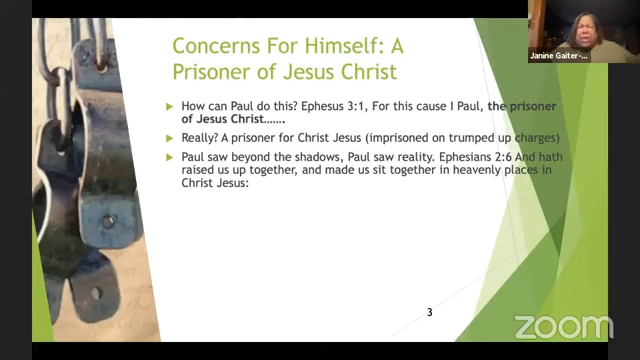 Concerns For Himself: A
Prisoner of Jesus Christ
How can Paul do this? Ephesus 3:1, For this cause I Paul, the prisoner
of Jesus Christ…….
Really? A prisoner for Christ Jesus (imprisoned on trumped up charges)
Paul saw beyond the shadows, Paul saw reality. Ephesians 2:6 And hath
raised us up together, and made us sit together in heavenly places in
Christ Jesus:
3
Janine Gaiter-...
zoom